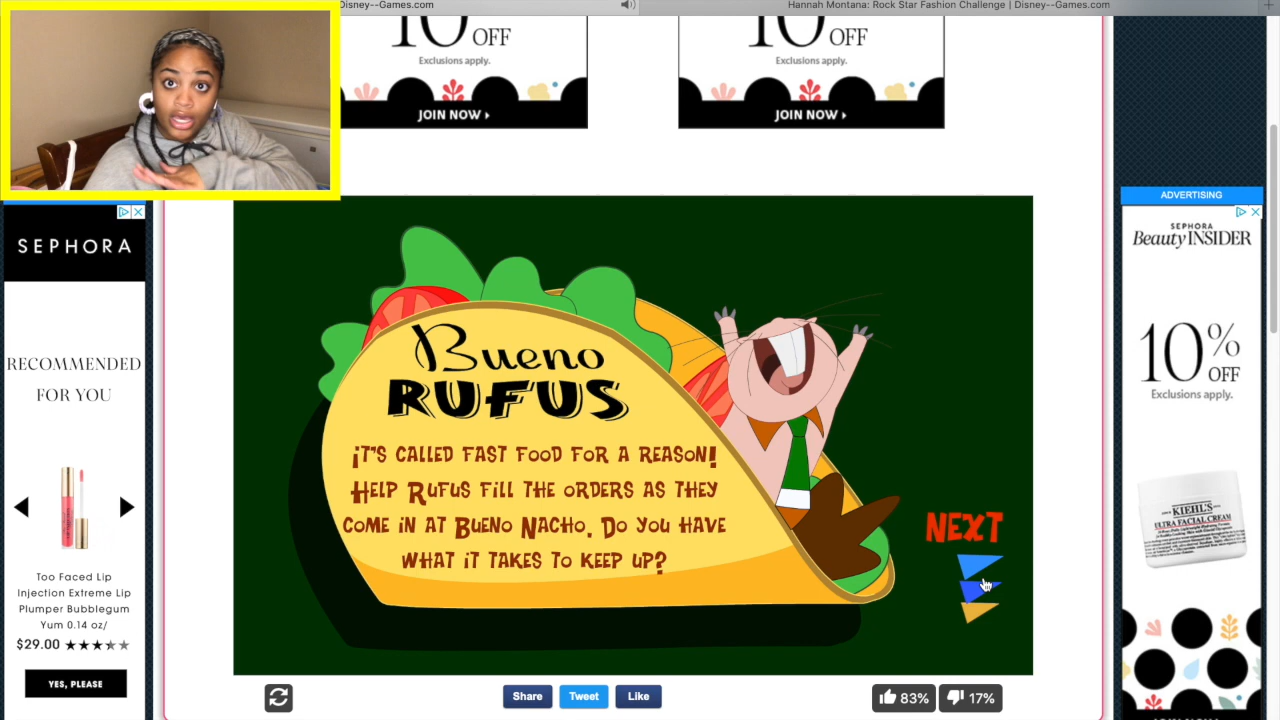 Disney--Games.com
Hannah Montana: Rock Star Fashion Challenge | Disney--Games.com
10 OFF
Exclusions apply.
JOIN NOW
10 OFF
Exclusions apply.
JOIN NOW
SEPHORA
RECOMMENDED
FOR YOU
Too Faced Lip
Injection Extreme Lip
Plumper Bubblegum
Yum 0.14 oz/
$29.00
YES, PLEASE
Bueno
RUFUS
It's called fast food for a reason!
Help Rufus fill the orders as they
come in at Bueno Nacho. Do you have
what it takes to keep up?
NEXT
Share
Tweet
Like
83%
17%
ADVERTISING
SEPHORA
Beauty INSIDER
10%
OFF
Exclusions apply.
KIEHL'S
ULTRA FACIAL CREAM